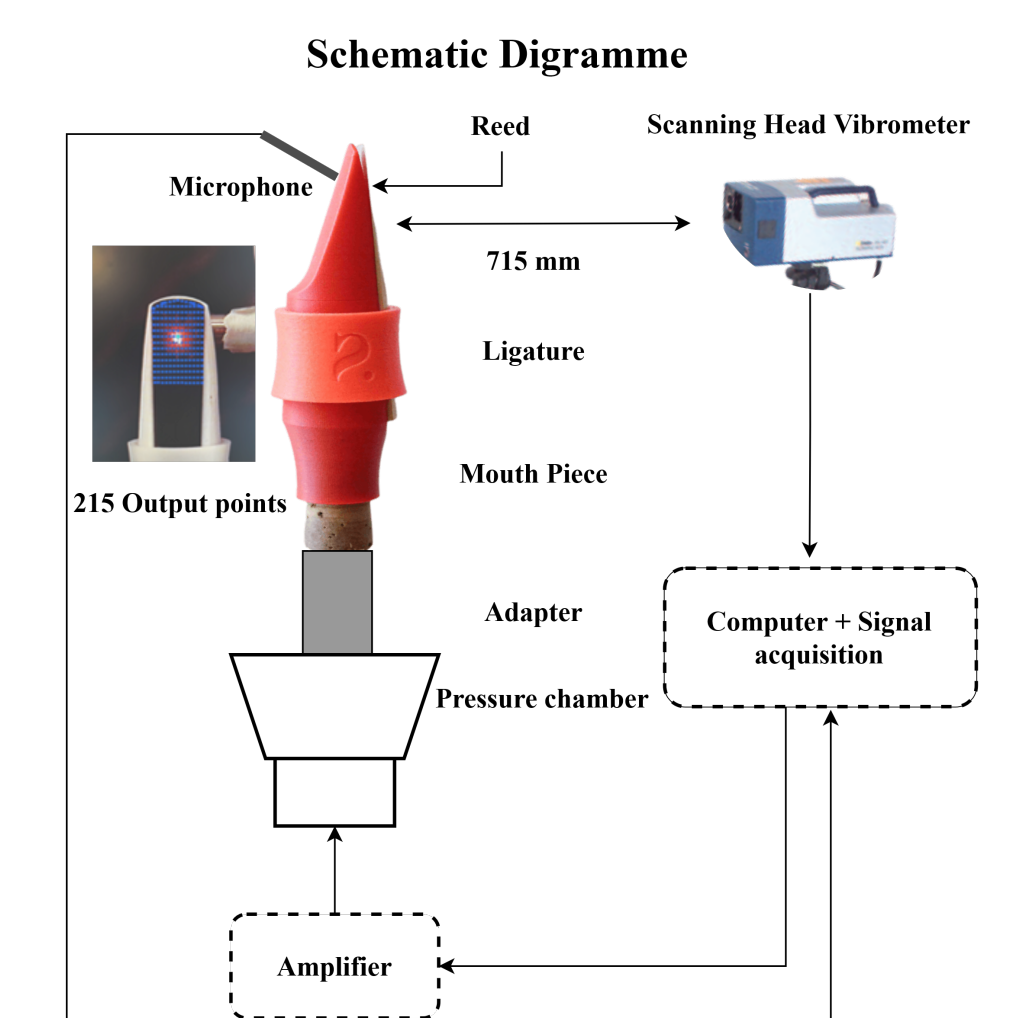 Schematic Digramme
Reed
Scanning Head Vibrometer
Microphone
715 mm
Ligature
S.
Mouth Piece
215 Output points
Adapter
Computer + Signal
acquisition
Pressure chamber
Amplifier